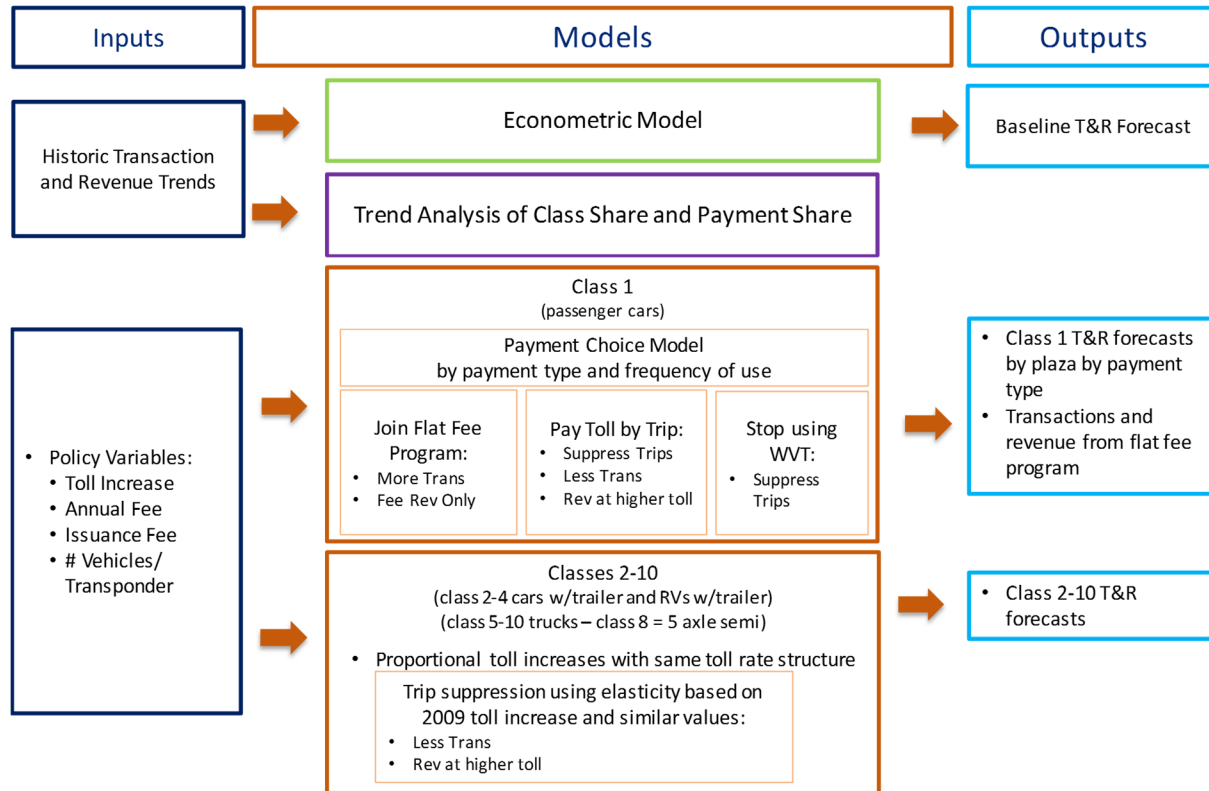 Inputs
Models
Outputs
Historic Transaction
and Revenue Trends
Econometric Model
Baseline T&R Forecast
Trend Analysis of Class Share and Payment Share
• Policy Variables:
• Toll Increase
• Annual Fee
• Issuance Fee
• # Vehicles/
Transponder
Class 1
(passenger cars)
Payment Choice Model
by payment type and frequency of use
Join Flat Fee
Program:
• More Trans
• Fee Rev Only
Pay Toll by Trip:
• Suppress Trips
• Less Trans
• Rev at higher toll
Stop using
WVT:
• Suppress
Trips
• Class 1 T&R forecasts
by plaza by payment
type
• Transactions and
revenue from flat fee
program
Classes 2-10
(class 2-4 cars w/trailer and RVs w/trailer)
(class 5-10 trucks – class 8 = 5 axle semi)
• Proportional toll increases with same toll rate structure
Trip suppression using elasticity based on
2009 toll increase and similar values:
• Less Trans
• Rev at higher toll
• Class 2-10 T&R
forecasts